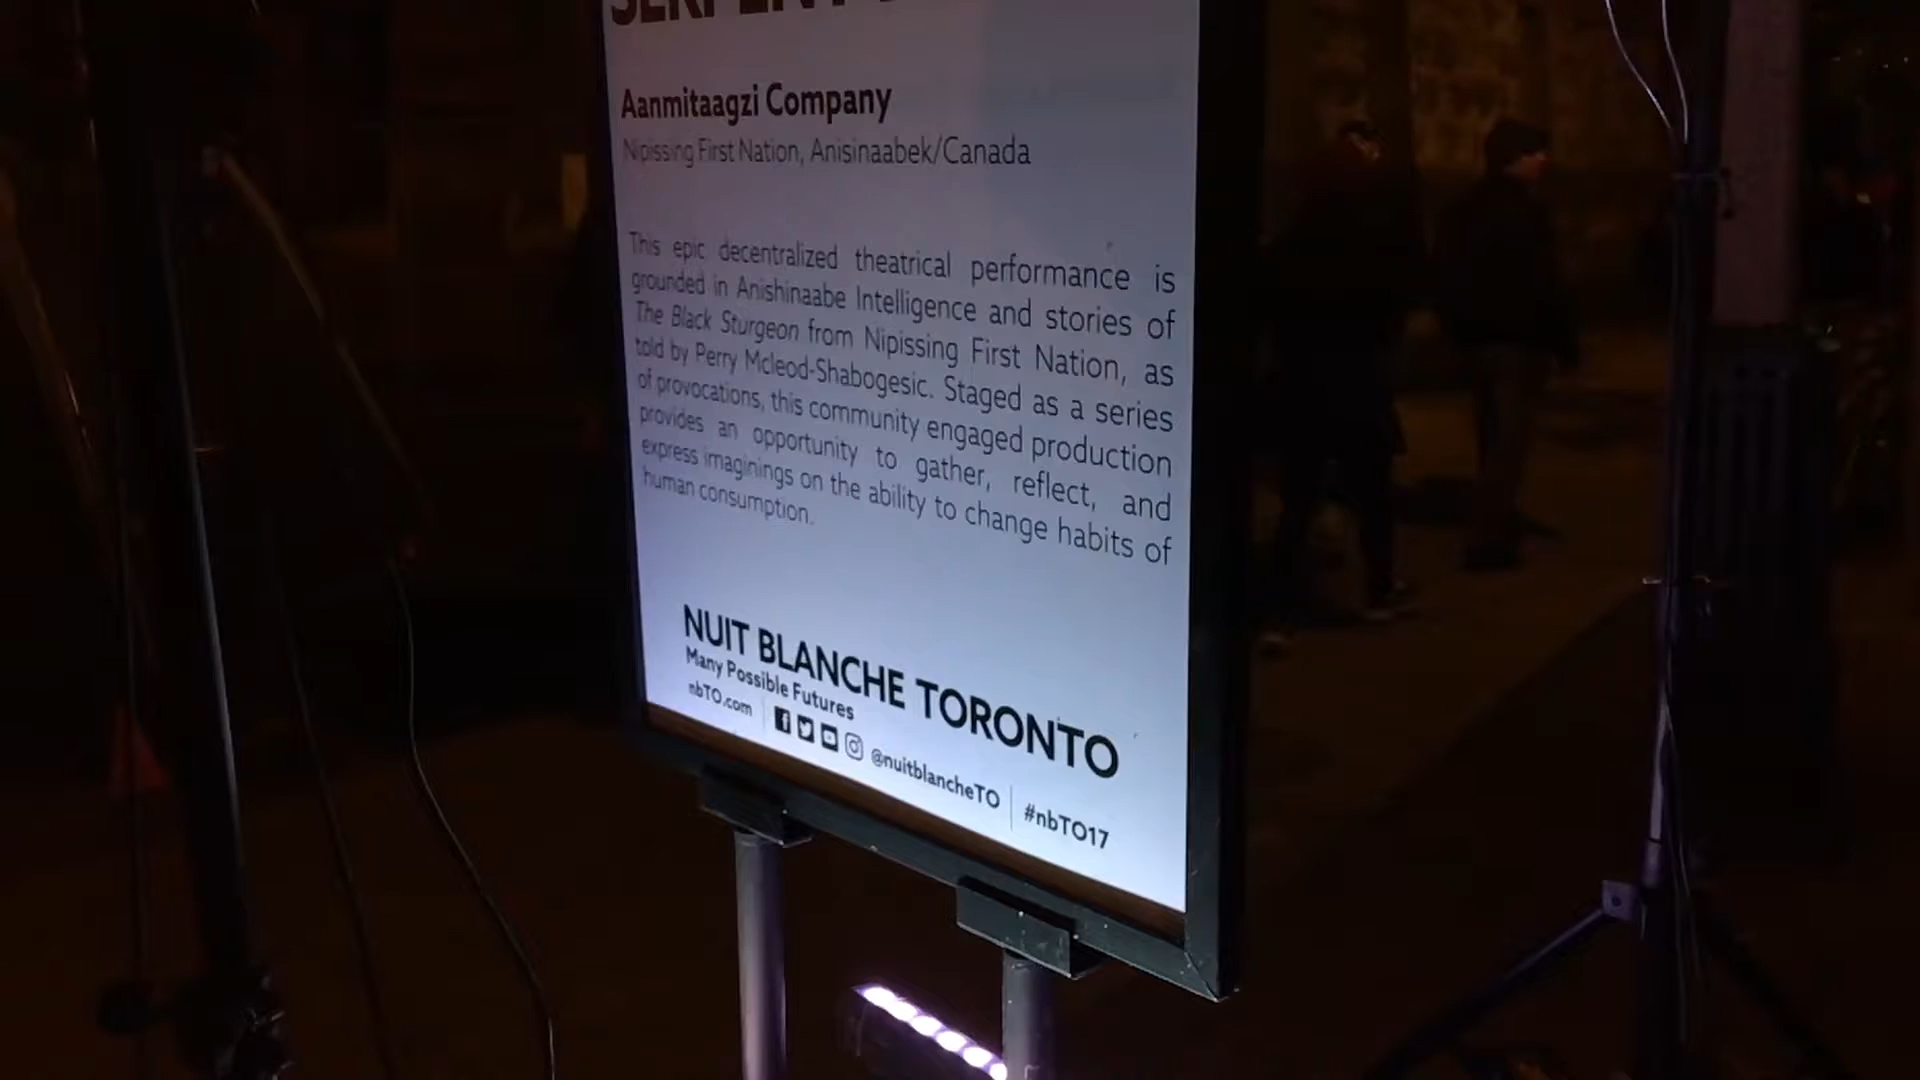 Aanmitaagzi Company
Nipissing First Nation, Anisinaabek/Canada
This epic decentralized theatrical performance is
grounded in Anishinaabe Intelligence and stories of
The Black Sturgeon from Nipissing First Nation, as
told by Perry Mcleod-Shabogesic. Staged as a series
of provocations, this community engaged production
provides an opportunity to gather, reflect, and
express imaginings on the ability to change habits of
human consumption.
NUIT BLANCHE TORONTO
Many Possible Futures
nbTO.com
@nuitblancheTO
#nbTO17